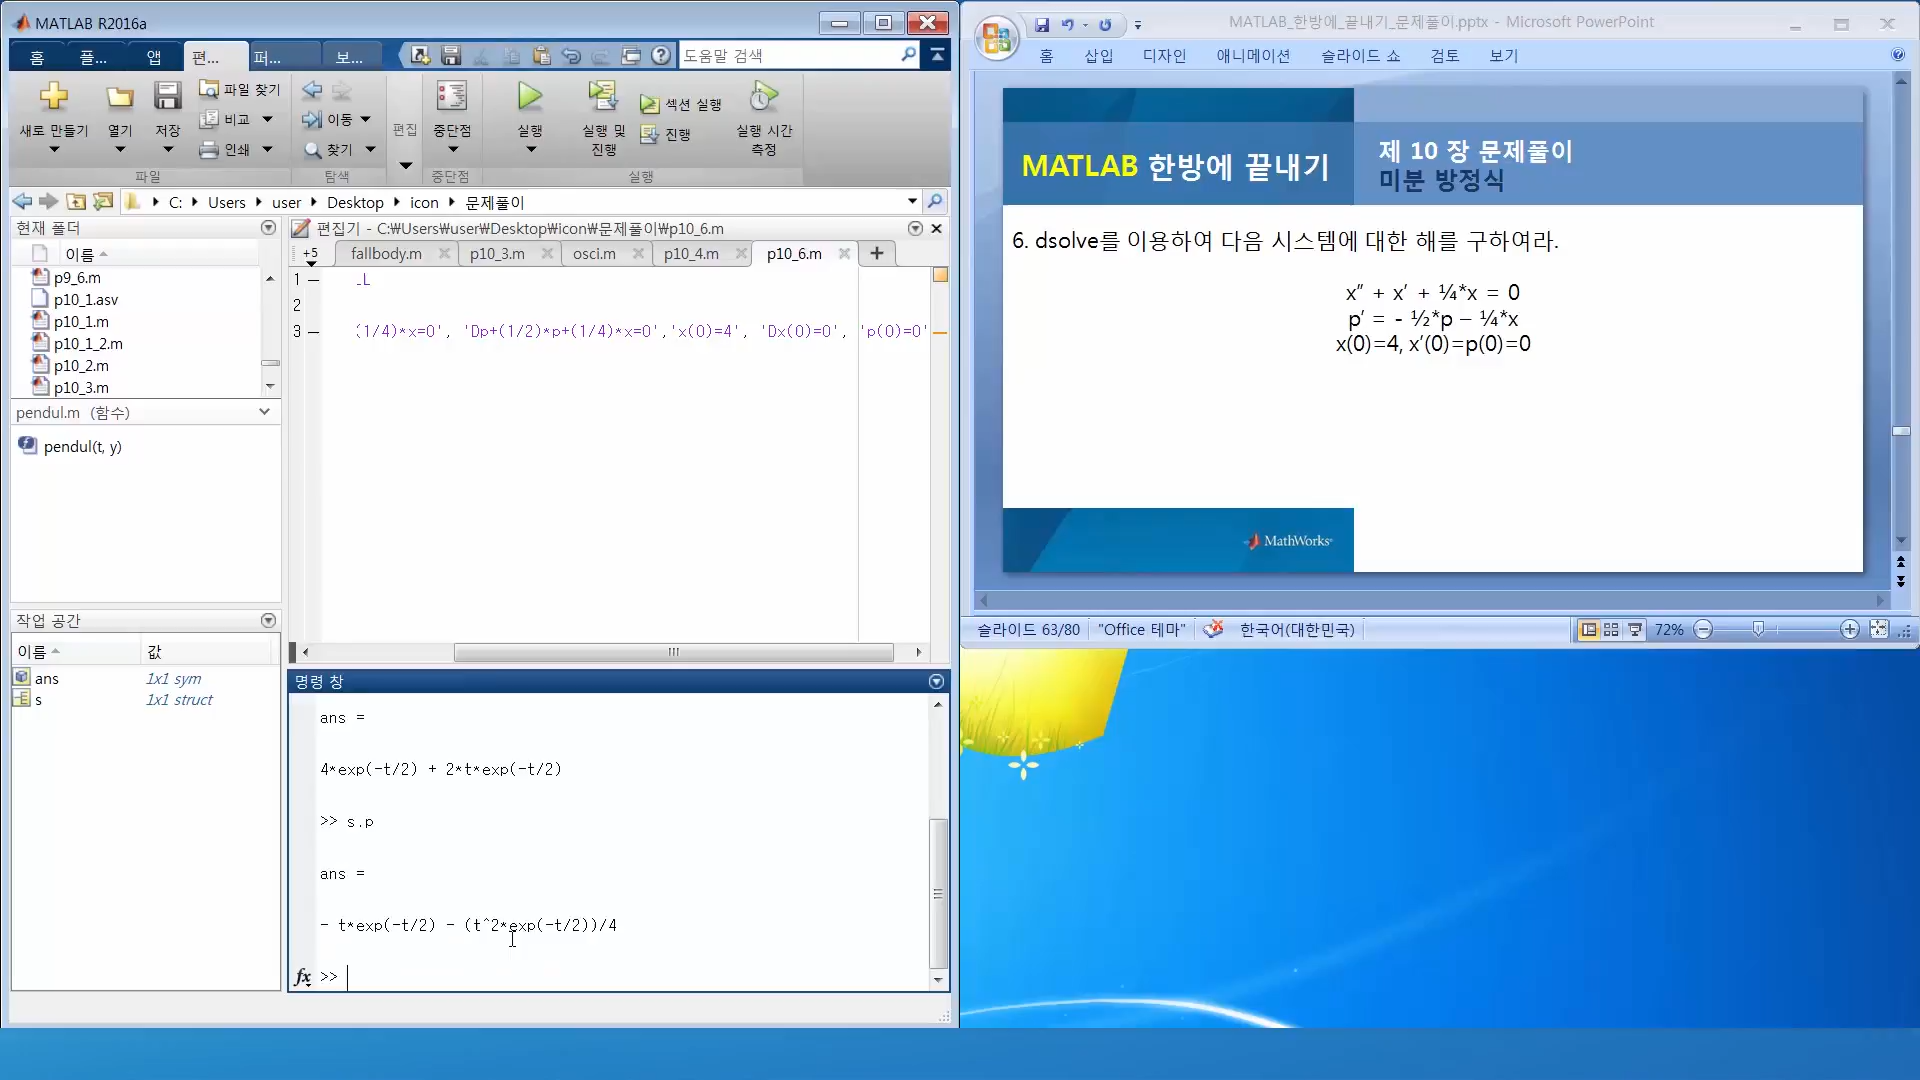 MATLAB R2016a
홈
플...
앱
편...
퍼...
보...
도움말 검색
새로 만들기
열기
저장
파일 찾기
비교
인쇄
파일
이동
찾기
탐색
편집
중단점
중단점
실행
실행 및
진행
섹션 실행
진행
실행 시간
측정
실행
C: Users user Desktop icon 문제풀이
현재 폴더
이름
p9_6.m
p10_1.asv
p10_1.m
p10_1_2.m
p10_2.m
p10_3.m
pendul.m (함수)
pendul(t, y)
작업 공간
이름 값
ans 1x1 sym
s 1x1 struct
편집기 - C:₩Users₩user₩Desktop₩icon₩문제풀이₩p10_6.m
+5 fallbody.m p10_3.m osci.m p10_4.m p10_6.m
1
2
3 (1/4)*x=0', 'Dp+(1/2)*p+(1/4)*x=0','x(0)=4', 'Dx(0)=0', 'p(0)=0'
명령 창
ans =
4*exp(-t/2) + 2*t*exp(-t/2)
>> s.p
ans =
- t*exp(-t/2) - (t^2*exp(-t/2))/4
fx >>
MATLAB_한방에_끝내기_문제풀이.pptx - Microsoft PowerPoint
홈 삽입 디자인 애니메이션 슬라이드 쇼 검토 보기
MATLAB 한방에 끝내기
제 10 장 문제풀이
미분 방정식
6. dsolve를 이용하여 다음 시스템에 대한 해를 구하여라.
x″ + x′ + ¼*x = 0
p′ = - ½*p – ¼*x
x(0)=4, x′(0)=p(0)=0
MathWorks
슬라이드 63/80 "Office 테마" 한국어(대한민국) 72%